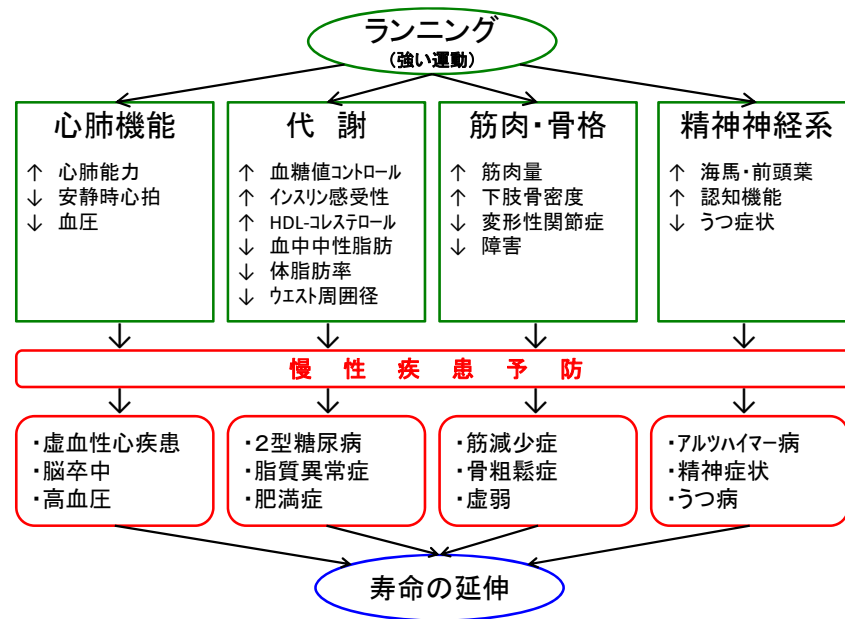 ランニング
(強い運動)
心肺機能
↑ 心肺能力
↓ 安静時心拍
↓ 血圧
代 謝
↑ 血糖値コントロール
↑ インスリン感受性
↑ HDL-コレステロール
↓ 血中中性脂肪
↓ 体脂肪率
↓ ウエスト周囲径
筋肉・骨格
↑ 筋肉量
↑ 下肢骨密度
↓ 変形性関節症
↓ 障害
精神神経系
↑ 海馬・前頭葉
↑ 認知機能
↓ うつ症状
慢 性 疾 患 予 防
・虚血性心疾患
・脳卒中
・高血圧
・2型糖尿病
・脂質異常症
・肥満症
・筋減少症
・骨粗鬆症
・虚弱
・アルツハイマー病
・精神症状
・うつ病
寿命の延伸